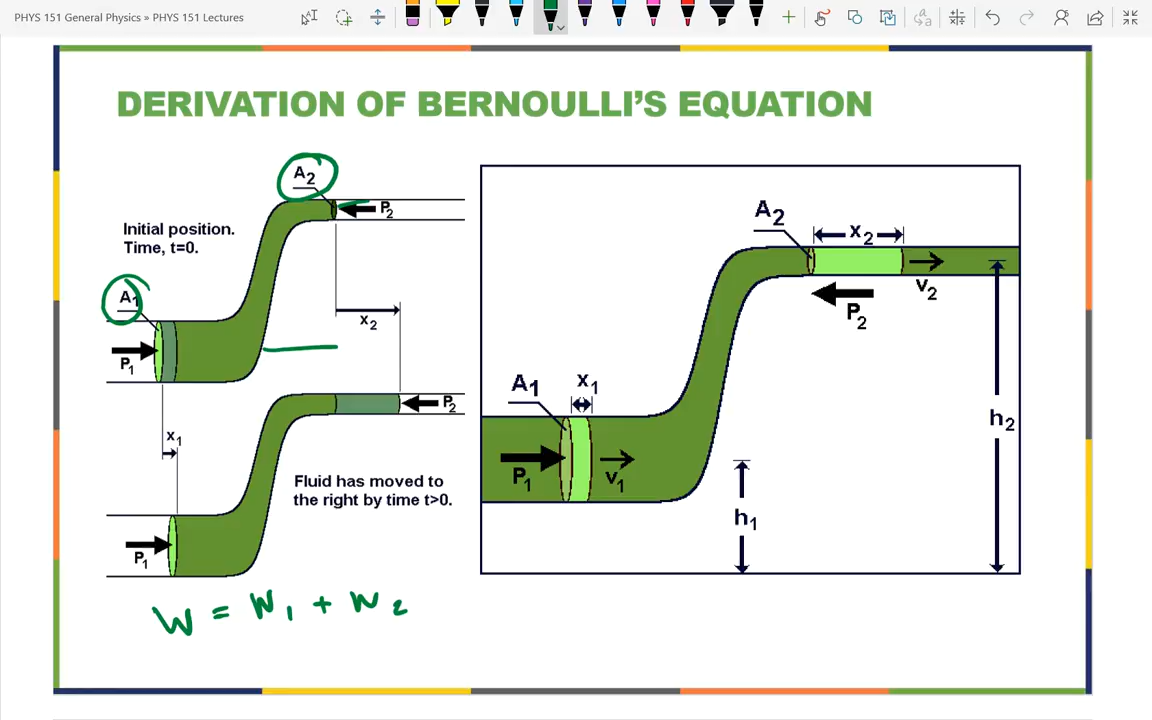 PHYS 151 General Physics » PHYS 151 Lectures
DERIVATION OF BERNOULLI'S EQUATION
A2
P2
Initial position.
Time, t=0.
A1
P1
x2
P2
x1
Fluid has moved to
the right by time t>0.
P1
W = W1 + W2
A2
x2
v2
P2
A1
x1
P1
v1
h1
h2